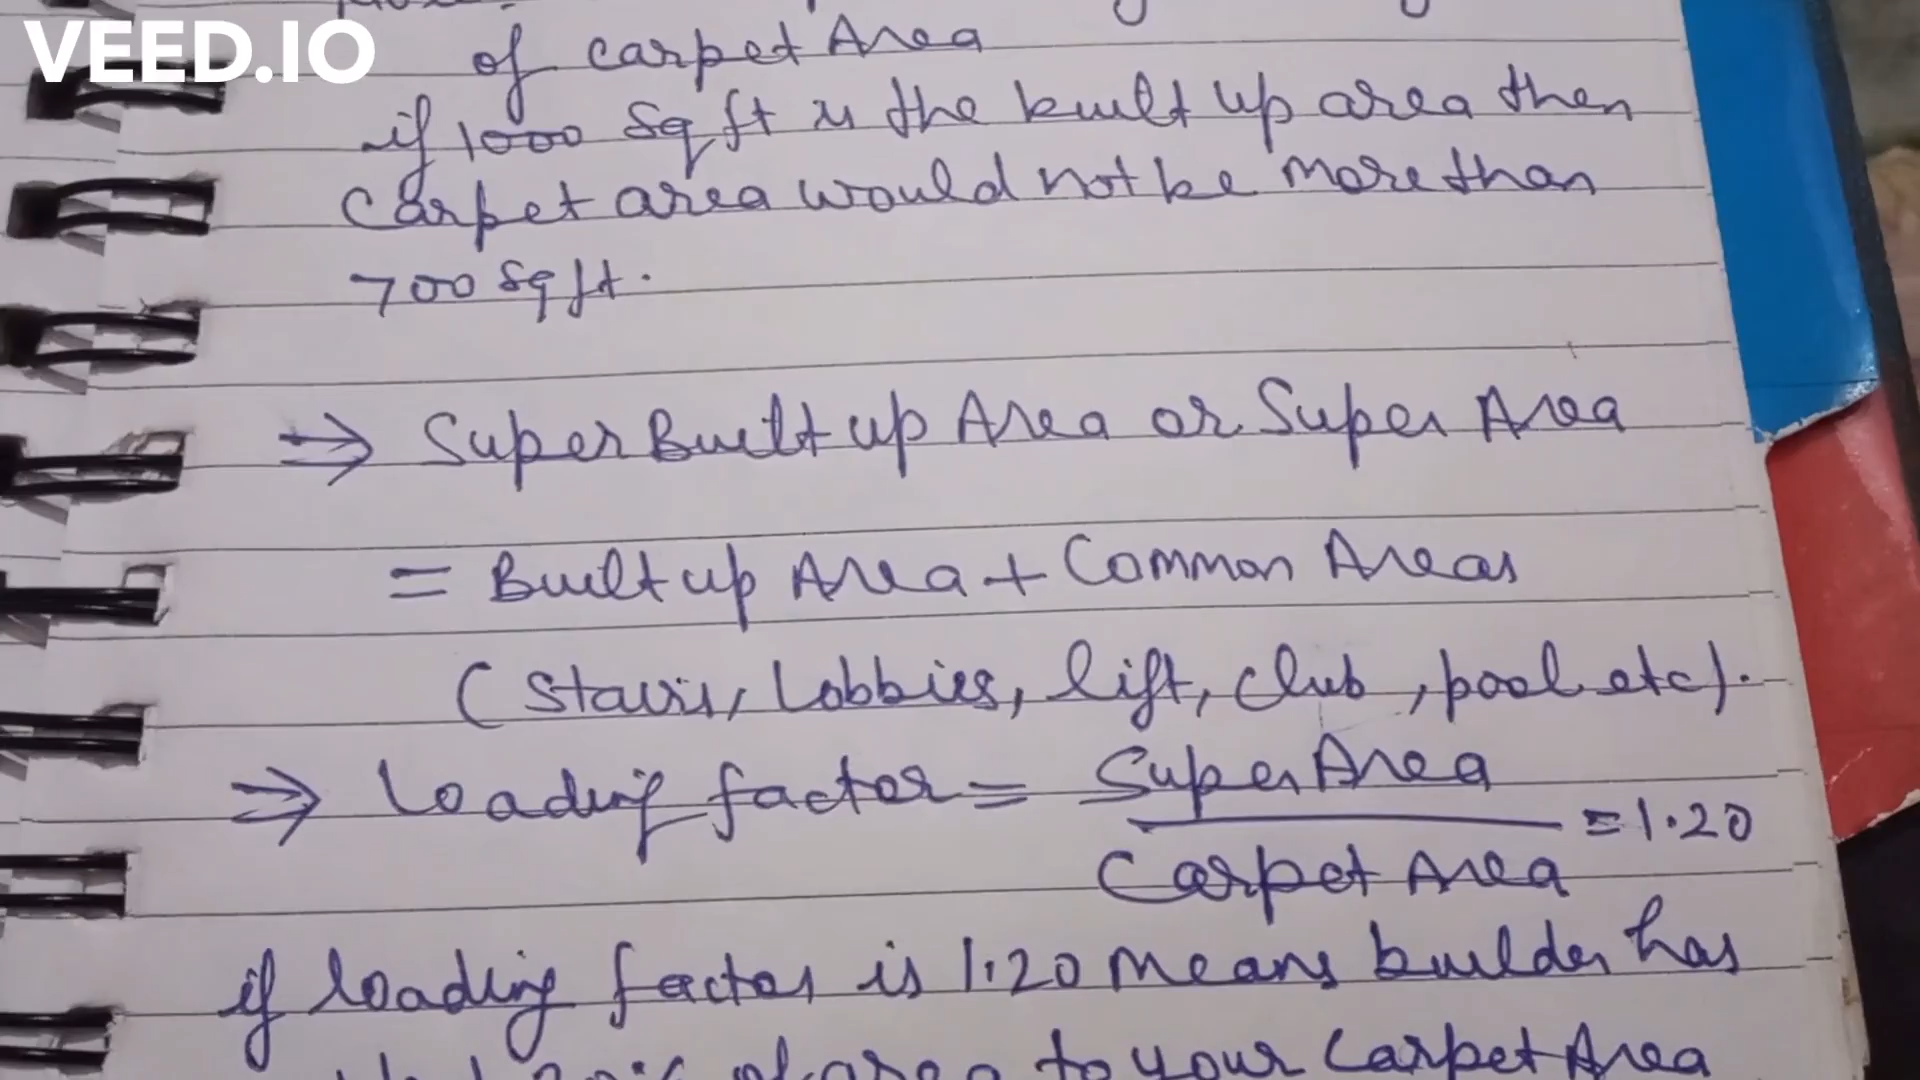 VEED.IO
of carpet Area
if 1000 sq ft is the built up area then
carpet area would not be more than
700 sq ft.
⇒ Super Built up Area or Super Area
= Built up Area + Common Areas
(Stairs, Lobbies, lift, club, pool etc).
⇒ Loading factor = Super Area
Carpet Area = 1.20
if loading factor is 1.20 means builder has
of area to your Carpet Area